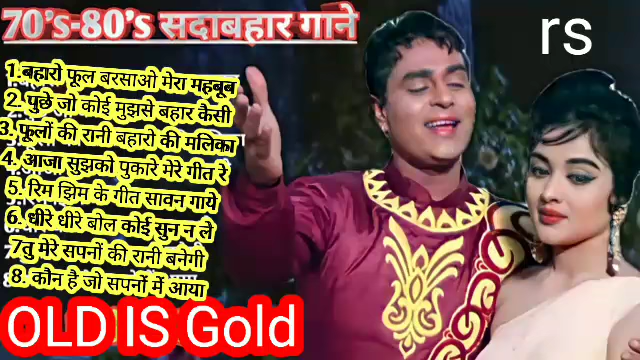 70's-80's सदाबहार गाने
rs
1.बहारो फूल बरसाओ मेरा महबूब
2. पुछे जो कोई मुझसे बहार कैसी
3. फूलों की रानी बहारो की मलिका
4. आजा सुझको पुकारे मेरे गीत रे
5. रिम झिम के गीत सावन गाये
6. धीरे धीरे बोल कोई सुन न ले
7तु मेरे सपनों की रानी बनेगी
8. कौन है जो सपनों में आया
OLD IS Gold